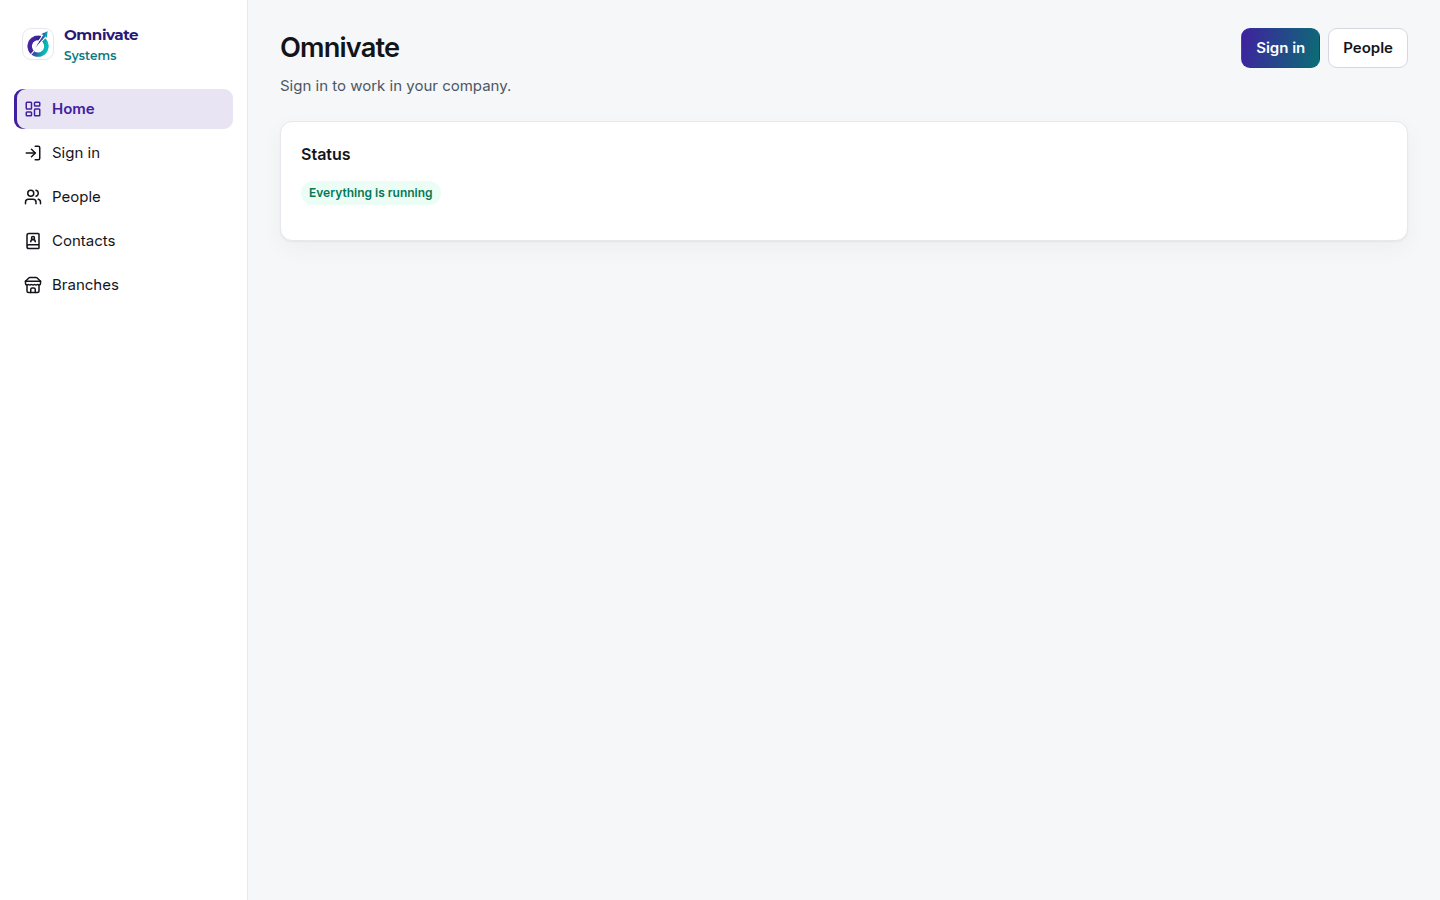 Omnivate
Systems
Home
Sign in
People
Contacts
Branches
Omnivate
Sign in to work in your company.
Sign in
People
Status
Everything is running